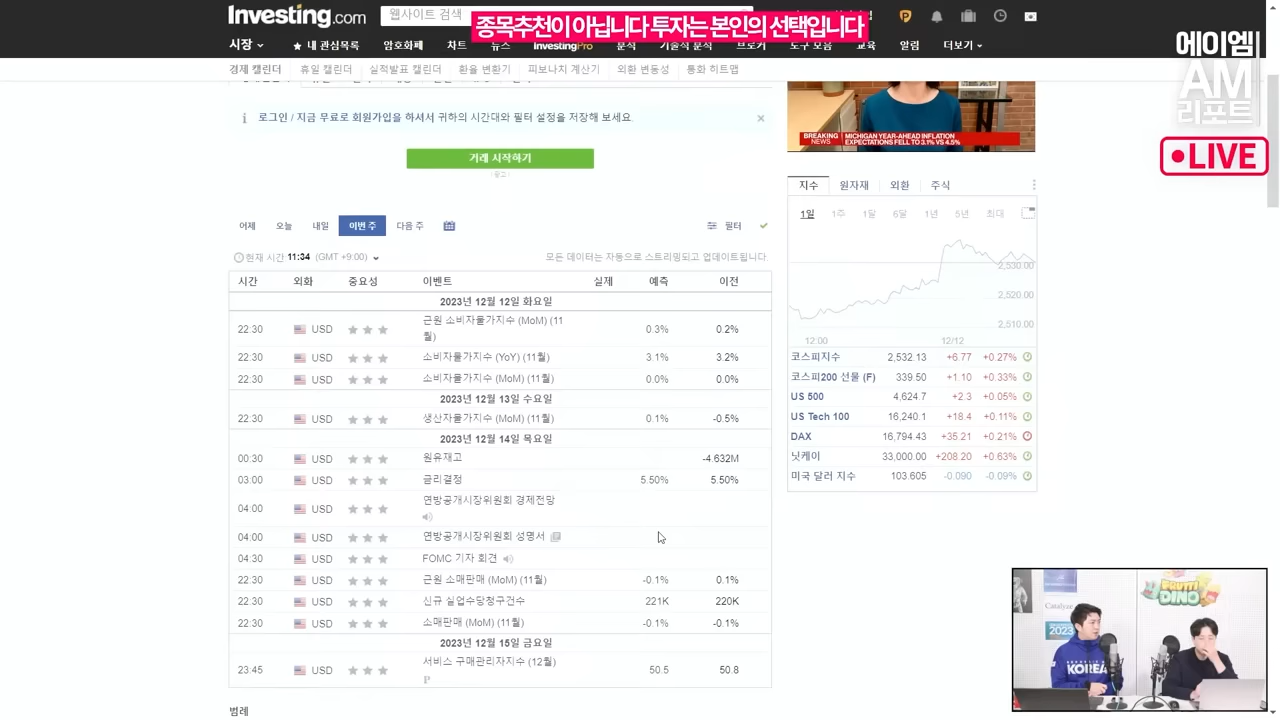 Investing.com
웹사이트 검색
종목추천이 아닙니다 투자는 본인의 선택입니다
시장
내 관심목록
암호화폐
차트
뉴스
InvestingPro
분석
기술적 분석
브로커
도구 모음
교육
알림
더보기
에이엠
AM
리포트
LIVE
경제 캘린더
휴일 캘린더
실적발표 캘린더
환율 변환기
피보나치 계산기
외환 변동성
통화 히트맵
로그인 / 지금 무료로 회원가입을 하셔서 귀하의 시간대와 필터 설정을 저장해 보세요.
거래 시작하기
광고
BREAKING NEWS
MICHIGAN YEAR-AHEAD INFLATION
EXPECTATIONS FELL TO 3.1% VS 4.5%
어제 오늘 내일 이번 주 다음 주 필터
현재 시간 11:34 (GMT +9:00)
모든 데이터는 자동으로 스트리밍되고 업데이트됩니다.
시간 외화 중요성 이벤트 실제 예측 이전
2023년 12월 12일 화요일
22:30 USD 근원 소비자물가지수 (MoM) (11월) 0.3% 0.2%
22:30 USD 소비자물가지수 (YoY) (11월) 3.1% 3.2%
22:30 USD 소비자물가지수 (MoM) (11월) 0.0% 0.0%
2023년 12월 13일 수요일
22:30 USD 생산자물가지수 (MoM) (11월) 0.1% -0.5%
2023년 12월 14일 목요일
00:30 USD 원유재고 -4.632M
03:00 USD 금리결정 5.50% 5.50%
04:00 USD 연방공개시장위원회 경제전망
04:00 USD 연방공개시장위원회 성명서
04:30 USD FOMC 기자 회견
22:30 USD 근원 소매판매 (MoM) (11월) -0.1% 0.1%
22:30 USD 신규 실업수당청구건수 221K 220K
22:30 USD 소매판매 (MoM) (11월) -0.1% -0.1%
2023년 12월 15일 금요일
23:45 USD 서비스 구매관리자지수 (12월) P 50.5 50.8
범례
지수 원자재 외환 주식
1일 1주 1달 6달 1년 5년 최대
2,530.00
2,520.00
2,510.00
12:00 12/12
코스피지수 2,532.13 +6.77 +0.27%
코스피200 선물 (F) 339.50 +1.10 +0.33%
US 500 4,624.7 +2.3 +0.05%
US Tech 100 16,240.1 +18.4 +0.11%
DAX 16,794.43 +35.21 +0.21%
닛케이 33,000.00 +208.20 +0.63%
미국 달러 지수 103.605 -0.090 -0.09%
Catalyze
2023
FRUTTI
DINO
KOREA